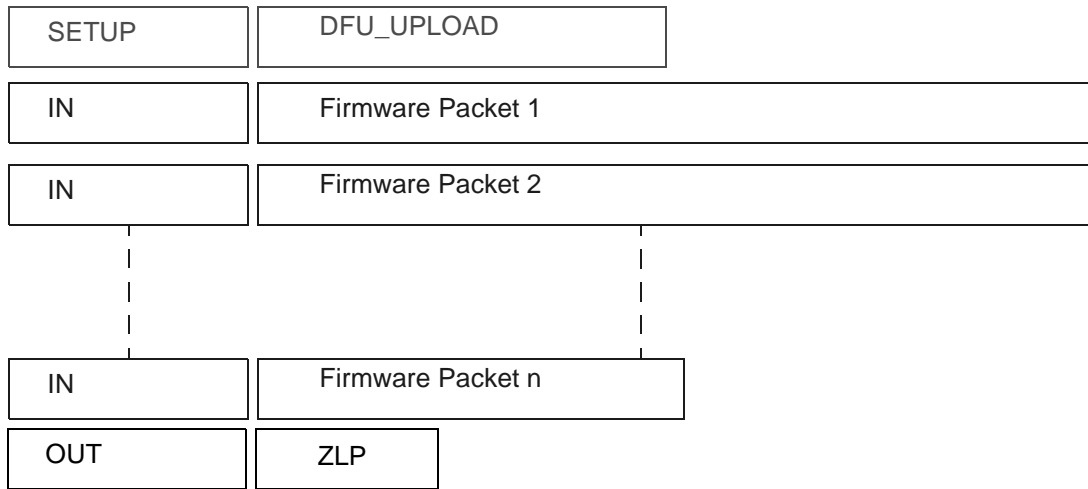 SETUP DFU_UPLOAD
IN Firmware Packet 1
IN Firmware Packet 2
IN Firmware Packet n
OUT ZLP